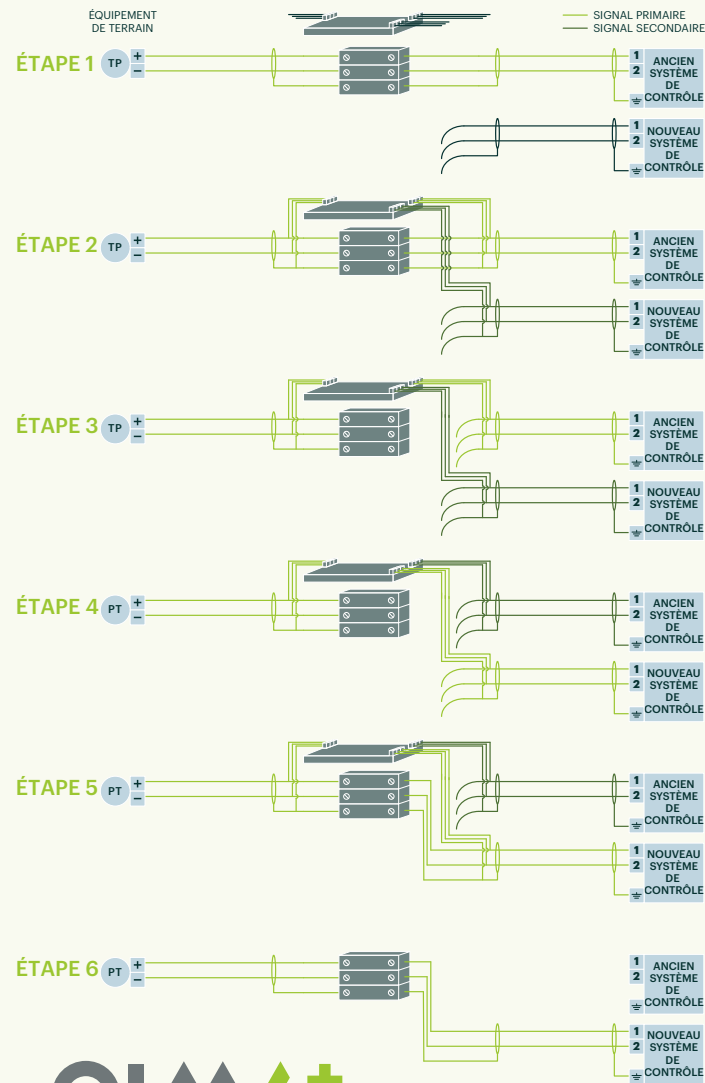 ÉQUIPEMENT
DE TERRAIN
SIGNAL PRIMAIRE
SIGNAL SECONDAIRE
ÉTAPE 1
TP
+
−
1
2
ANCIEN
SYSTÈME
DE
CONTRÔLE
1
2
NOUVEAU
SYSTÈME
DE
CONTRÔLE
ÉTAPE 2
TP
+
−
1
2
ANCIEN
SYSTÈME
DE
CONTRÔLE
1
2
NOUVEAU
SYSTÈME
DE
CONTRÔLE
ÉTAPE 3
TP
+
−
1
2
ANCIEN
SYSTÈME
DE
CONTRÔLE
1
2
NOUVEAU
SYSTÈME
DE
CONTRÔLE
ÉTAPE 4
PT
+
−
1
2
ANCIEN
SYSTÈME
DE
CONTRÔLE
1
2
NOUVEAU
SYSTÈME
DE
CONTRÔLE
ÉTAPE 5
PT
+
−
1
2
ANCIEN
SYSTÈME
DE
CONTRÔLE
1
2
NOUVEAU
SYSTÈME
DE
CONTRÔLE
ÉTAPE 6
PT
+
−
1
2
ANCIEN
SYSTÈME
DE
CONTRÔLE
1
2
NOUVEAU
SYSTÈME
DE
CONTRÔLE